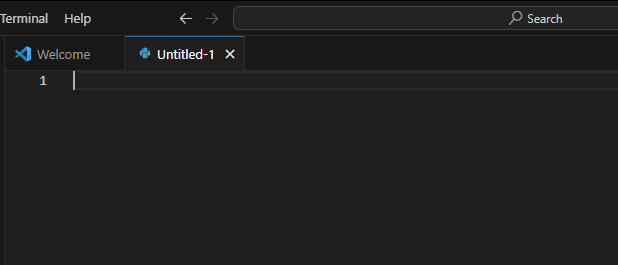 Terminal Help Search
Welcome Untitled-1
1